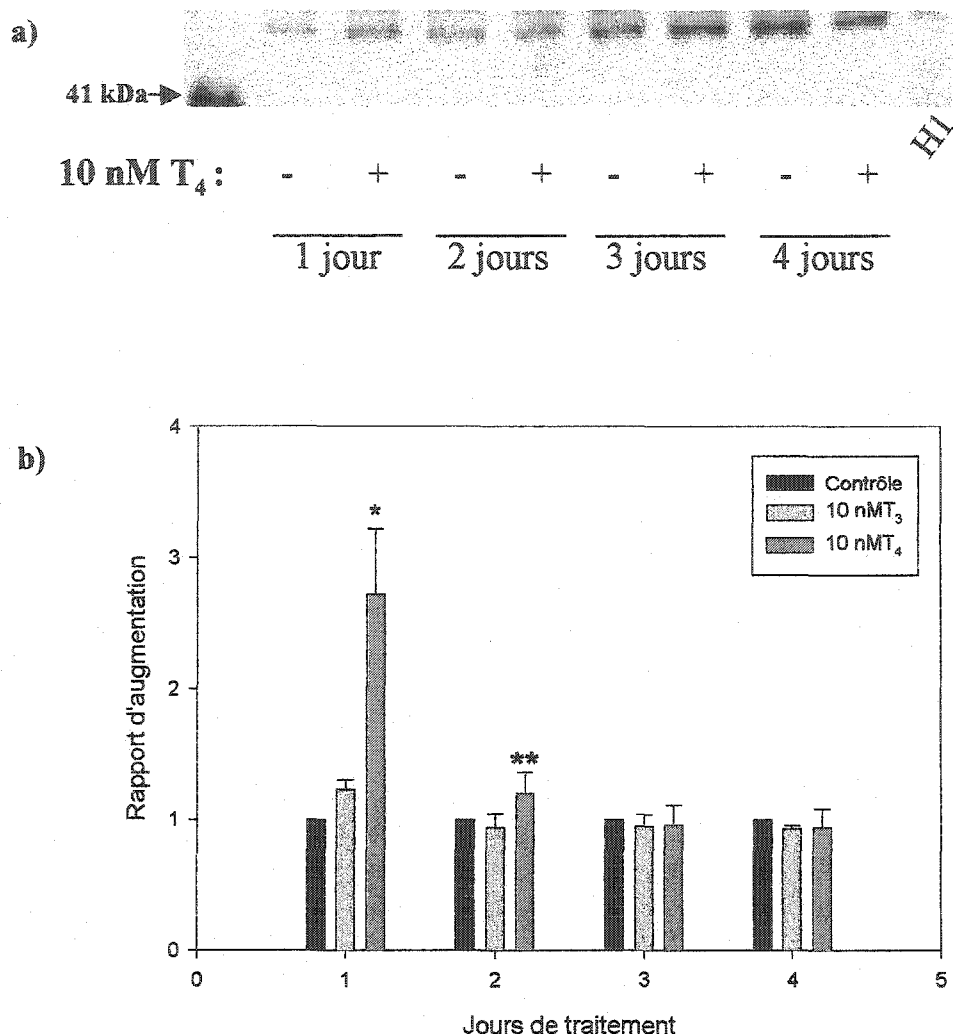 a)
41 kDa
H1
10 nM T₄ : - + - + - + - +
1 jour 2 jours 3 jours 4 jours
b)
4
3
2
1
0
Rapport d'augmentation
Contrôle
10 nMT₃
10 nMT₄
*
**
0 1 2 3 4 5
Jours de traitement